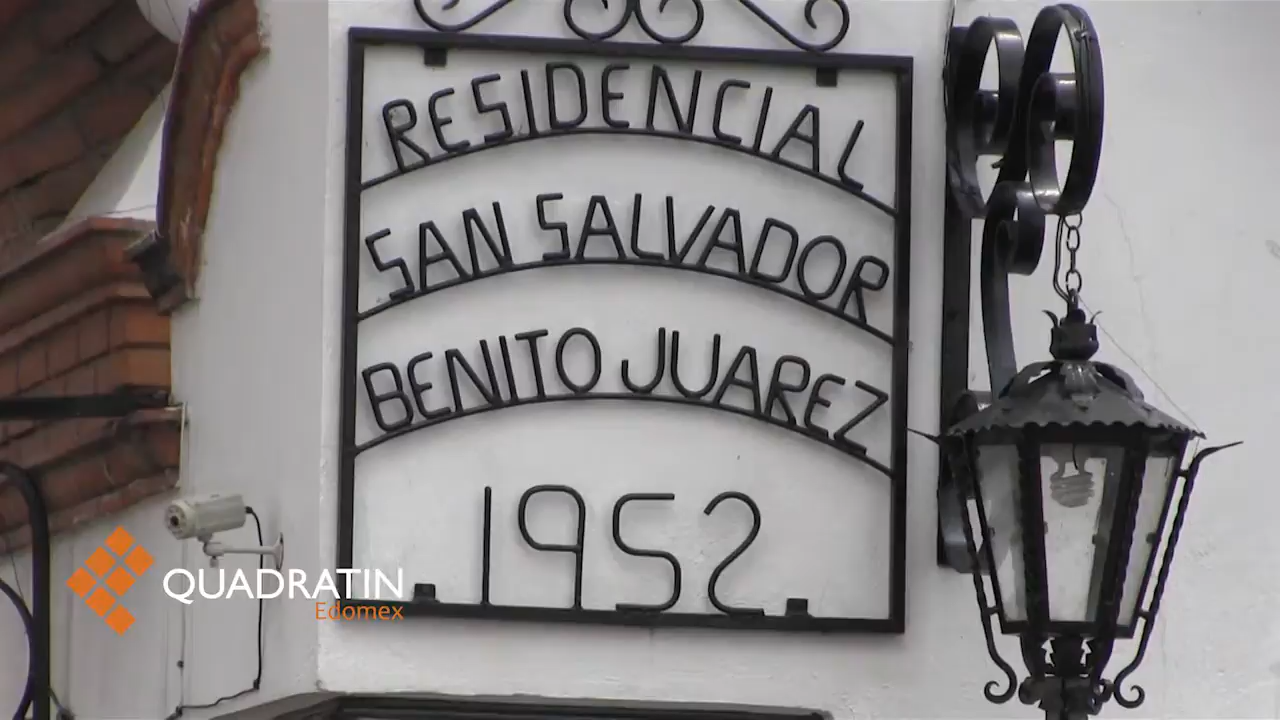 RESIDENCIAL
SAN SALVADOR
BENITO JUAREZ
1952
QUADRATIN
Edomex